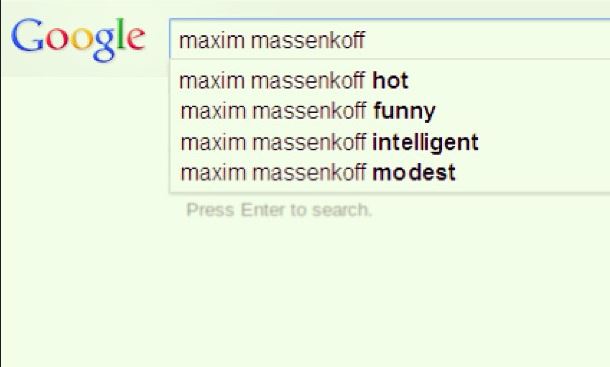 Google
maxim massenkoff
maxim massenkoff hot
maxim massenkoff funny
maxim massenkoff intelligent
maxim massenkoff modest
Press Enter to search.